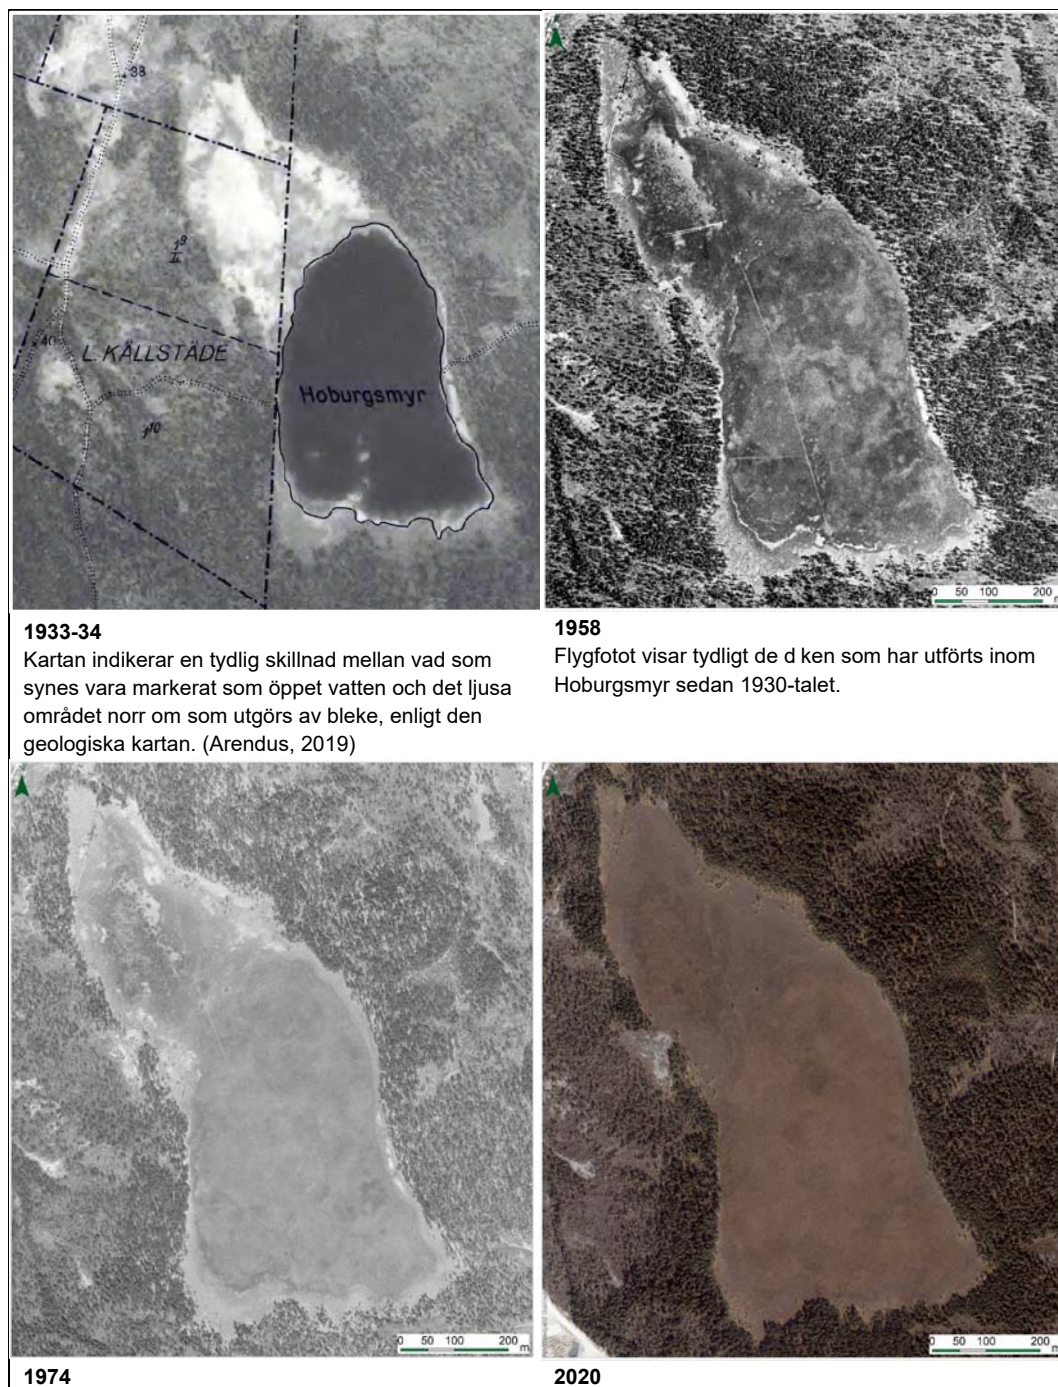 38
L. KÄLLSTÄDE
40
Hoburgsmyr
1¹⁰
0 50 100 200
m
1933-34
Kartan indikerar en tydlig skillnad mellan vad som
synes vara markerat som öppet vatten och det ljusa
området norr om som utgörs av bleke, enligt den
geologiska kartan. (Arendus, 2019)
1958
Flygfotot visar tydligt de d ken som har utförts inom
Hoburgsmyr sedan 1930-talet.
0 50 100 200
m
0 50 100 200
m
1974
2020